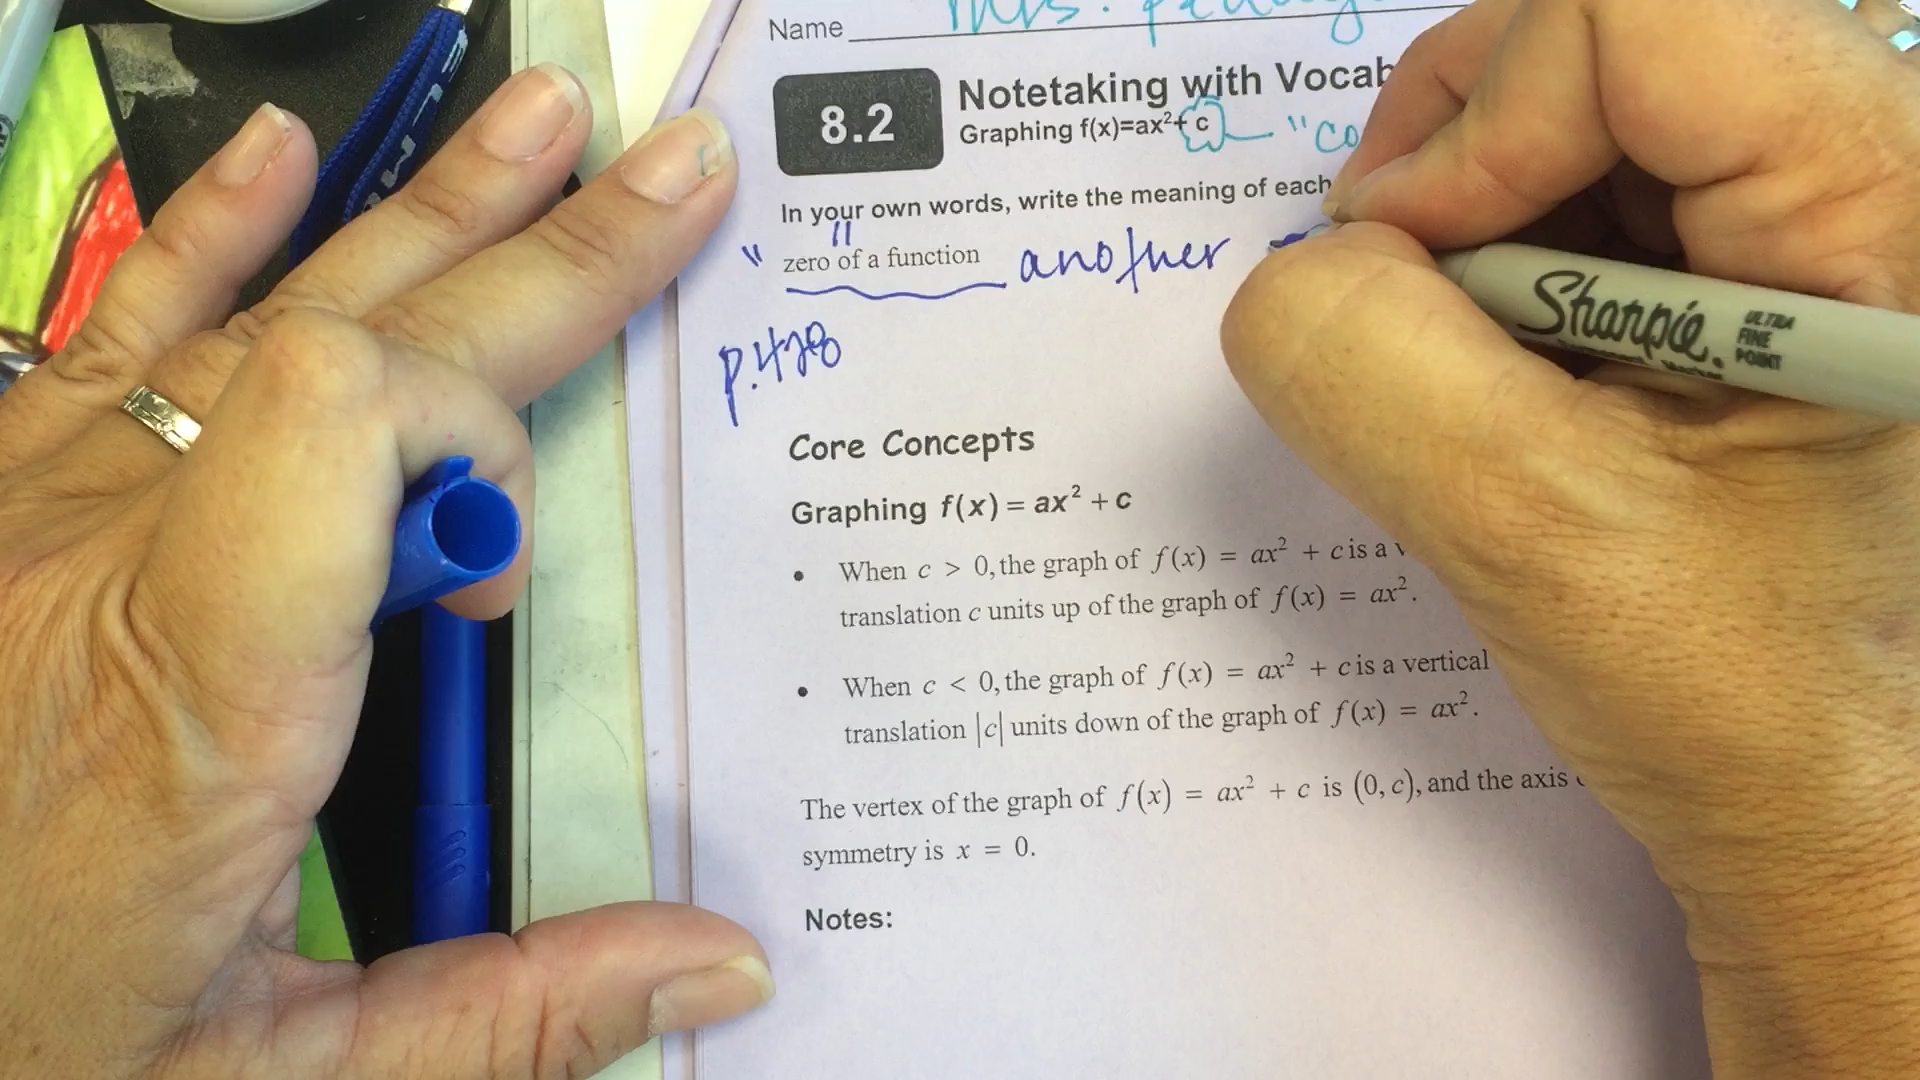 Name Mrs.
8.2
Notetaking with Vocab
Graphing f(x)=ax²+ c "co
In your own words, write the meaning of each
" zero of a function " another
p.428
Core Concepts
Graphing f(x) = ax² + c
• When c > 0, the graph of f(x) = ax² + c is a v
translation c units up of the graph of f(x) = ax².
• When c < 0, the graph of f(x) = ax² + c is a vertical
translation |c| units down of the graph of f(x) = ax².
The vertex of the graph of f(x) = ax² + c is (0, c), and the axis
symmetry is x = 0.
Notes:
Sharpie.
ULTRA
FINE
POINT